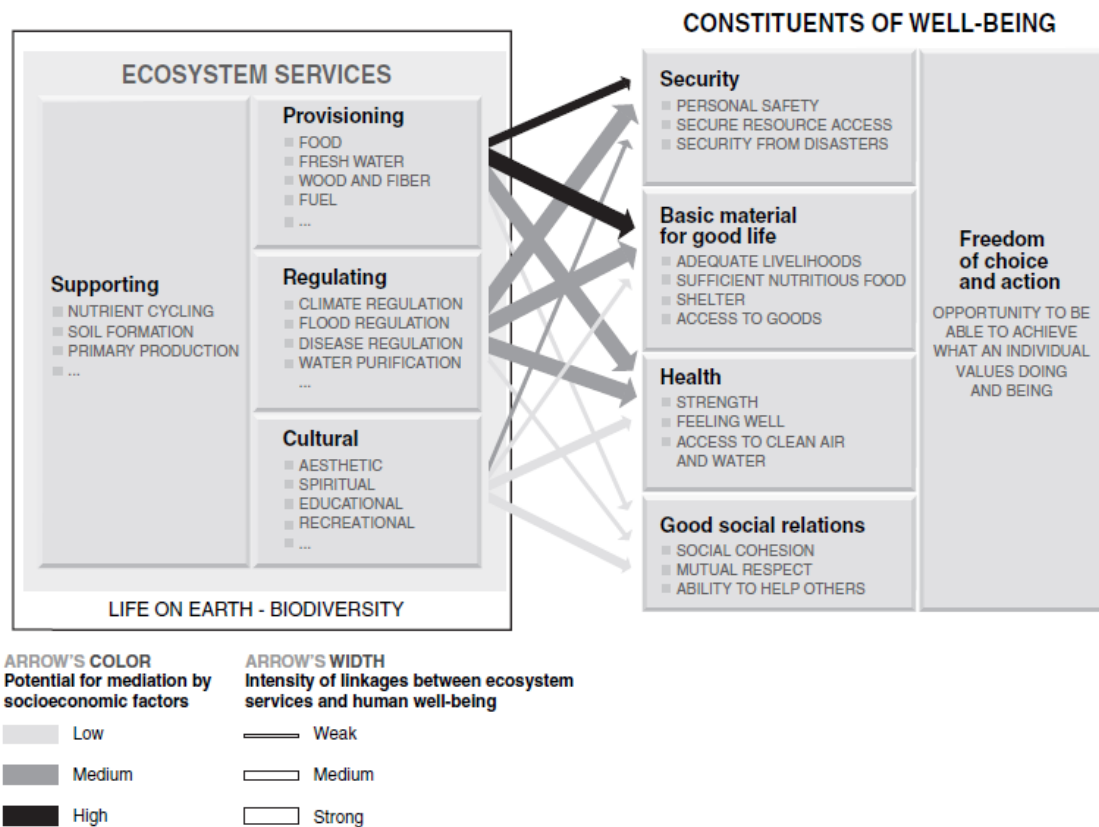 CONSTITUENTS OF WELL-BEING
ECOSYSTEM SERVICES
Supporting
NUTRIENT CYCLING
SOIL FORMATION
PRIMARY PRODUCTION
...
Provisioning
FOOD
FRESH WATER
WOOD AND FIBER
FUEL
...
Regulating
CLIMATE REGULATION
FLOOD REGULATION
DISEASE REGULATION
WATER PURIFICATION
...
Cultural
AESTHETIC
SPIRITUAL
EDUCATIONAL
RECREATIONAL
...
LIFE ON EARTH - BIODIVERSITY
Security
PERSONAL SAFETY
SECURE RESOURCE ACCESS
SECURITY FROM DISASTERS
Basic material
for good life
ADEQUATE LIVELIHOODS
SUFFICIENT NUTRITIOUS FOOD
SHELTER
ACCESS TO GOODS
Health
STRENGTH
FEELING WELL
ACCESS TO CLEAN AIR
AND WATER
Good social relations
SOCIAL COHESION
MUTUAL RESPECT
ABILITY TO HELP OTHERS
Freedom
of choice
and action
OPPORTUNITY TO BE
ABLE TO ACHIEVE
WHAT AN INDIVIDUAL
VALUES DOING
AND BEING
ARROW'S COLOR
Potential for mediation by
socioeconomic factors
Low
Medium
High
ARROW'S WIDTH
Intensity of linkages between ecosystem
services and human well-being
Weak
Medium
Strong